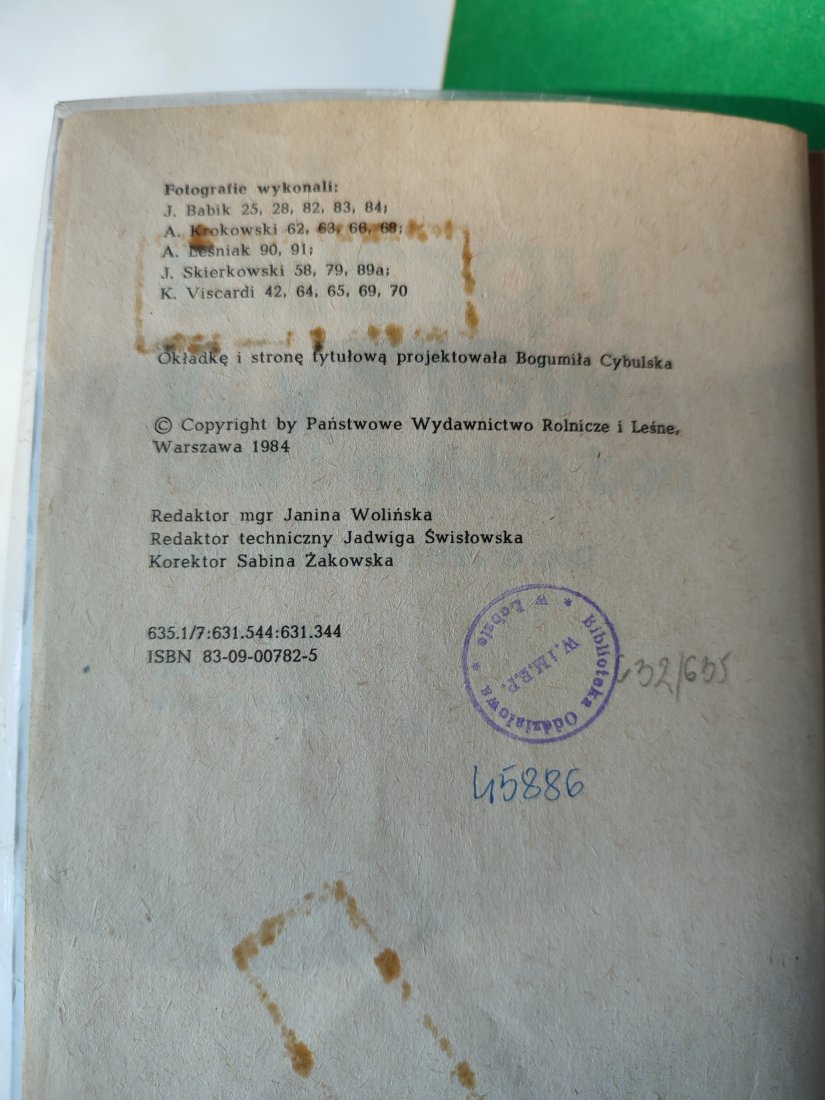 Fotografie wykonali:
J. Babik 25, 28, 82, 83, 84;
A. Krokowski 62, 63, 66, 68;
A. Leśniak 90, 91;
J. Skierkowski 58, 79, 89a;
K. Viscardi 42, 64, 65, 69, 70
Okładkę i stronę tytułową projektowała Bogumiła Cybulska
© Copyright by Państwowe Wydawnictwo Rolnicze i Leśne,
Warszawa 1984
Redaktor mgr Janina Wolińska
Redaktor techniczny Jadwiga Świsłowska
Korektor Sabina Żakowska
635.1/7:631.544:631.344
ISBN 83-09-00782-5
* Biblioteka Oddziałowa * w Łobzie
W. i M.B.P.
632/635
45886